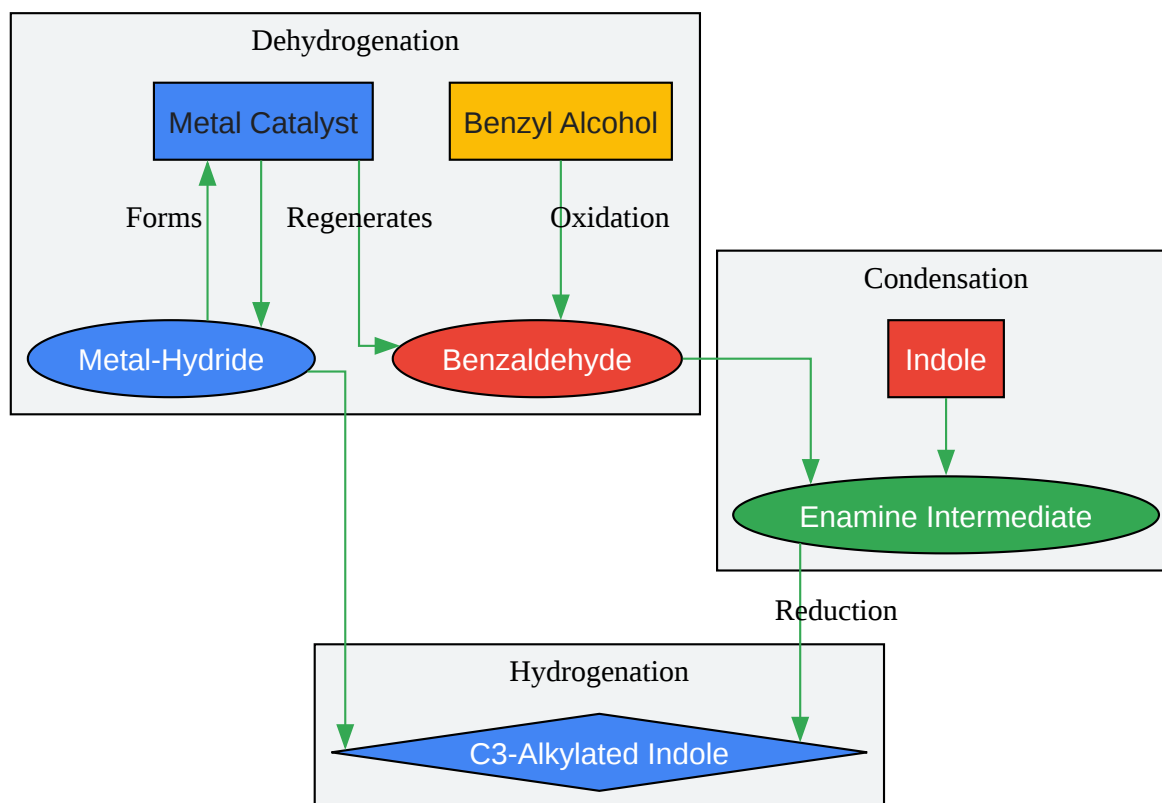 Dehydrogenation
Metal Catalyst
Benzyl Alcohol
Forms
Regenerates
Oxidation
Metal-Hydride
Benzaldehyde
Condensation
Indole
Enamine Intermediate
Reduction
Hydrogenation
C3-Alkylated Indole